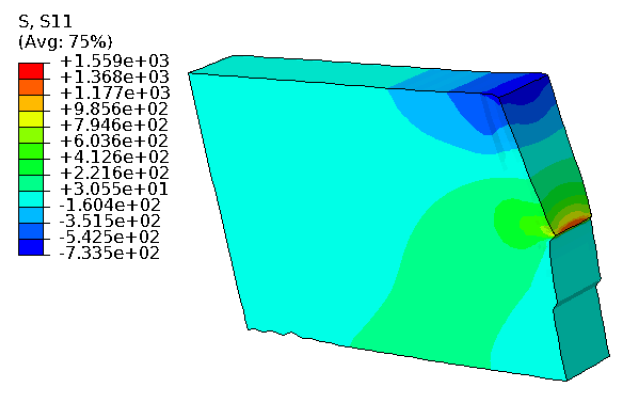 S, S11
(Avg: 75%)
+1.559e+03
+1.368e+03
+1.177e+03
+9.856e+02
+7.946e+02
+6.036e+02
+4.126e+02
+2.216e+02
+3.055e+01
-1.604e+02
-3.515e+02
-5.425e+02
-7.335e+02